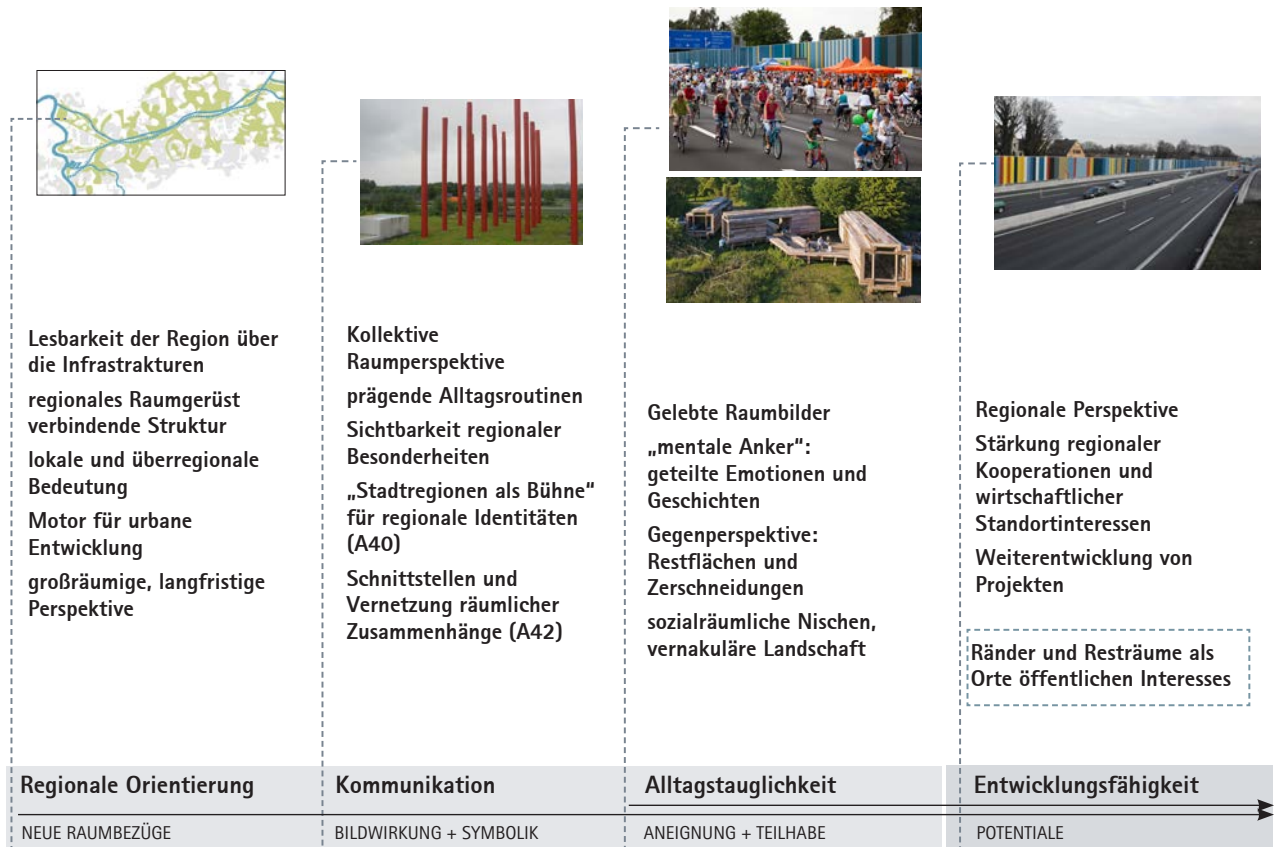 Lesbarkeit der Region über
die Infrastrakturen
regionales Raumgerüst
verbindende Struktur
lokale und überregionale
Bedeutung
Motor für urbane
Entwicklung
großräumige, langfristige
Perspektive
Kollektive
Raumperspektive
prägende Alltagsroutinen
Sichtbarkeit regionaler
Besonderheiten
„Stadtregionen als Bühne“
für regionale Identitäten
(A40)
Schnittstellen und
Vernetzung räumlicher
Zusammenhänge (A42)
Gelebte Raumbilder
„mentale Anker“:
geteilte Emotionen und
Geschichten
Gegenperspektive:
Restflächen und
Zerschneidungen
sozialräumliche Nischen,
vernakuläre Landschaft
Regionale Perspektive
Stärkung regionaler
Kooperationen und
wirtschaftlicher
Standortinteressen
Weiterentwicklung von
Projekten
Ränder und Resträume als
Orte öffentlichen Interesses
Regionale Orientierung
NEUE RAUMBEZÜGE
Kommunikation
BILDWIRKUNG + SYMBOLIK
Alltagstauglichkeit
ANEIGNUNG + TEILHABE
Entwicklungsfähigkeit
POTENTIALE